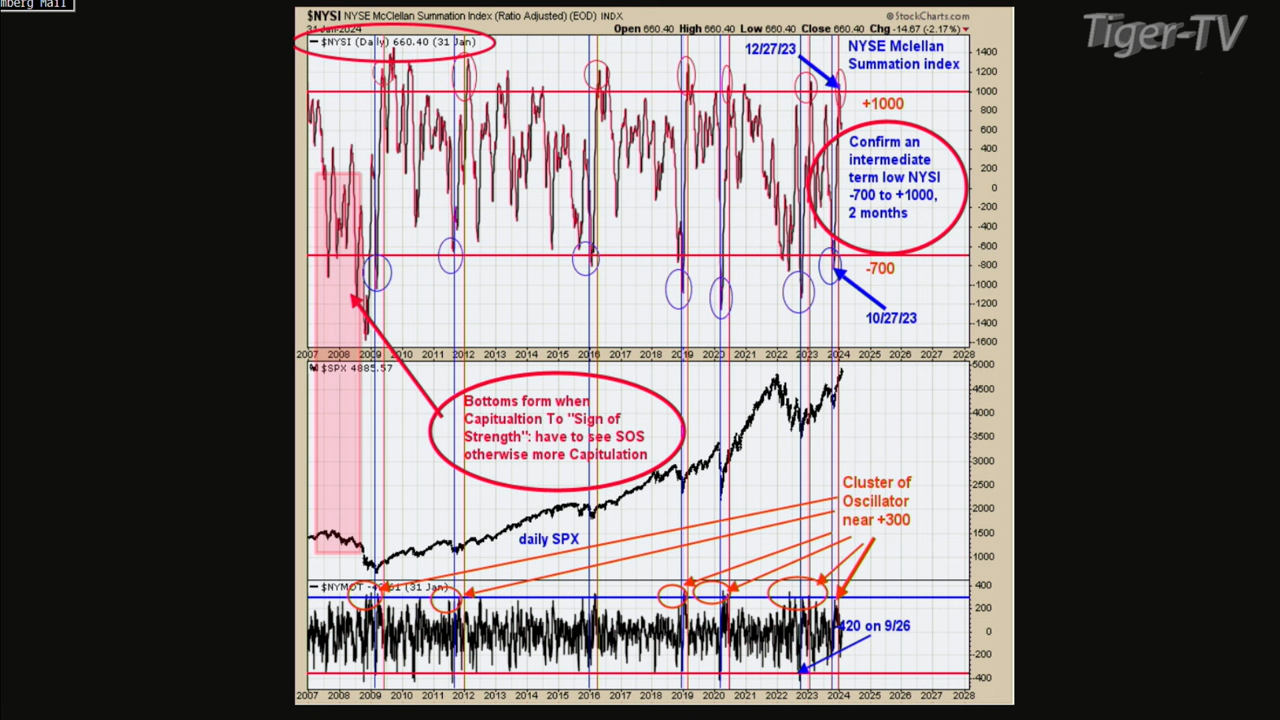 mberg Mail
Tiger-TV
$NYSI NYSE McClellan Summation Index (Ratio Adjusted) (EOD) INDX
@StockCharts.com
31 Jan-2024
Open 660.40 High 660.40 Low 660.40 Close 660.40 Chg -14.67 (-2.17%)
$NYSI (Daily) 660.40 (31 Jan)
12/27/23
NYSE Mclellan
Summation index
+1000
Confirm an
intermediate
term low NYSI
-700 to +1000,
2 months
-700
10/27/23
1400
1200
1000
800
600
400
200
0
-200
-400
-600
-800
-1000
-1200
-1400
-1600
2007 2008 2009 2010 2011 2012 2013 2014 2015 2016 2017 2018 2019 2020 2021 2022 2023 2024 2025 2026 2027 2028
$SPX 4885.57
Bottoms form when
Capitualtion To "Sign of
Strength": have to see SOS
otherwise more Capitulation
daily SPX
Cluster of
Oscillator
near +300
5000
4500
4000
3500
3000
2500
2000
1500
1000
(31 Jan)
420 on 9/26
400
200
0
-200
-400
2007 2008 2009 2010 2011 2012 2013 2014 2015 2016 2017 2018 2019 2020 2021 2022 2023 2024 2025 2026 2027 2028